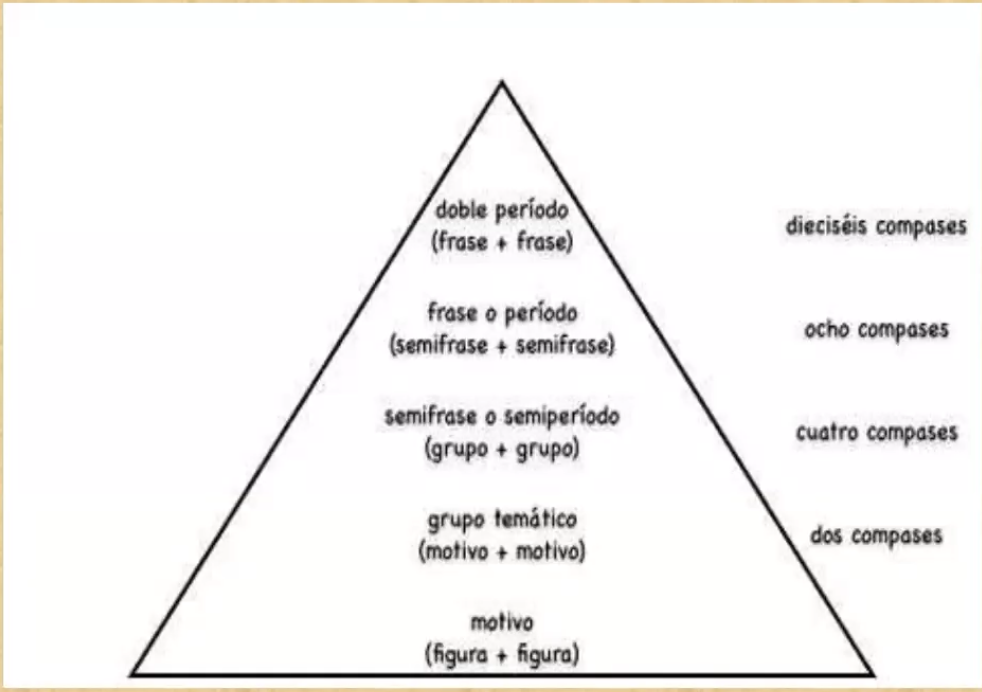 doble período
(frase + frase)
dieciséis compases
frase o período
(semifrase + semifrase)
ocho compases
semifrase o semiperíodo
(grupo + grupo)
cuatro compases
grupo temático
(motivo + motivo)
dos compases
motivo
(figura + figura)